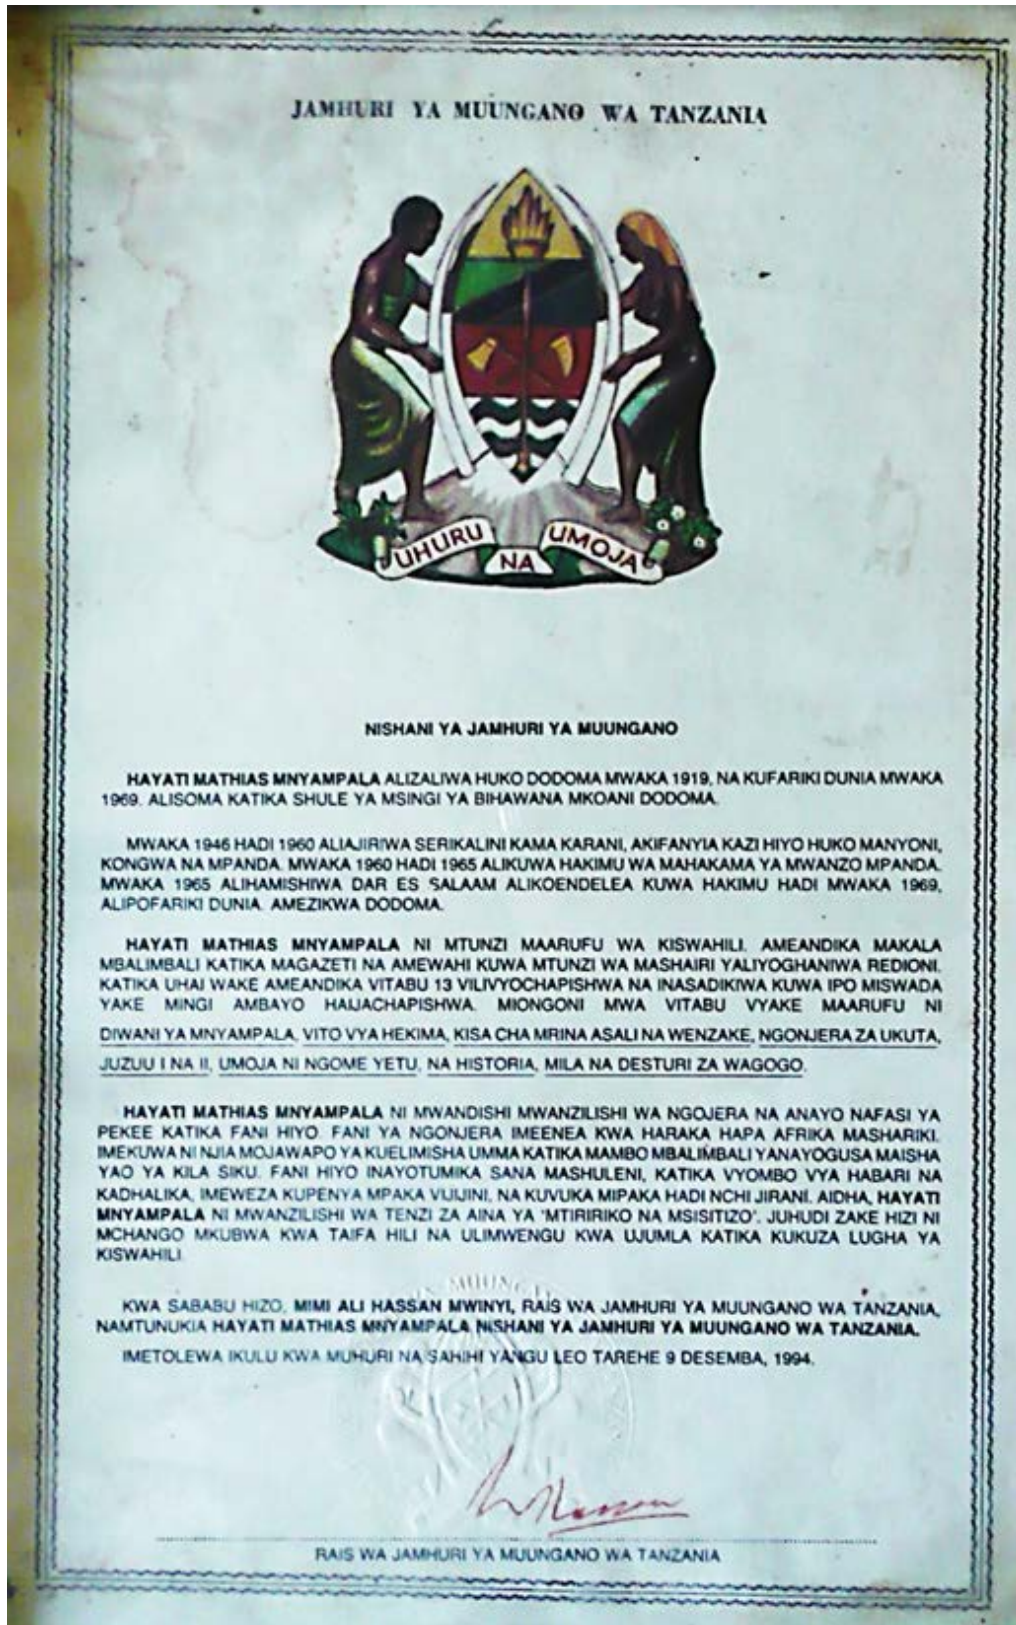 JAMHURI YA MUUNGANO WA TANZANIA
UHURU NA UMOJA
NISHANI YA JAMHURI YA MUUNGANO
HAYATI MATHIAS MNYAMPALA ALIZALIWA HUKO DODOMA MWAKA 1919, NA KUFARIKI DUNIA MWAKA
1969. ALISOMA KATIKA SHULE YA MSINGI YA BIHAWANA MKOANI DODOMA.
MWAKA 1946 HADI 1960 ALIAJIRIWA SERIKALINI KAMA KARANI, AKIFANYIA KAZI HIYO HUKO MANYONI,
KONGWA NA MPANDA. MWAKA 1960 HADI 1965 ALIKUWA HAKIMU WA MAHAKAMA YA MWANZO MPANDA.
MWAKA 1965 ALIHAMISHIWA DAR ES SALAAM ALIKOENDELEA KUWA HAKIMU HADI MWAKA 1969,
ALIPOFARIKI DUNIA. AMEZIKWA DODOMA.
HAYATI MATHIAS MNYAMPALA NI MTUNZI MAARUFU WA KISWAHILI. AMEANDIKA MAKALA
MBALIMBALI KATIKA MAGAZETI NA AMEWAHI KUWA MTUNZI WA MASHAIRI YALIYOGHANIWA REDIONI.
KATIKA UHAI WAKE AMEANDIKA VITABU 13 VILIVYOCHAPISHWA NA INASADIKIWA KUWA IPO MISWADA
YAKE MINGI AMBAYO HAIJACHAPISHWA. MIONGONI MWA VITABU VYAKE MAARUFU NI
DIWANI YA MNYAMPALA, VITO VYA HEKIMA, KISA CHA MRINA ASALI NA WENZAKE, NGONJERA ZA UKUTA,
JUZUU I NA II, UMOJA NI NGOME YETU, NA HISTORIA, MILA NA DESTURI ZA WAGOGO.
HAYATI MATHIAS MNYAMPALA NI MWANDISHI MWANZILISHI WA NGOJERA NA ANAYO NAFASI YA
PEKEE KATIKA FANI HIYO. FANI YA NGONJERA IMEENEA KWA HARAKA HAPA AFRIKA MASHARIKI.
IMEKUWA NI NJIA MOJAWAPO YA KUELIMISHA UMMA KATIKA MAMBO MBALIMBALI YANAYOGUSA MAISHA
YAO YA KILA SIKU. FANI HIYO INAYOTUMIKA SANA MASHULENI, KATIKA VYOMBO VYA HABARI NA
KADHALIKA, IMEWEZA KUPENYA MPAKA VIJIJINI, NA KUVUKA MIPAKA HADI NCHI JIRANI. AIDHA, HAYATI
MNYAMPALA NI MWANZILISHI WA TENZI ZA AINA YA 'MTIRIRIKO NA MSISITIZO'. JUHUDI ZAKE HIZI NI
MCHANGO MKUBWA KWA TAIFA HILI NA ULIMWENGU KWA UJUMLA KATIKA KUKUZA LUGHA YA
KISWAHILI.
KWA SABABU HIZO, MIMI ALI HASSAN MWINYI, RAIS WA JAMHURI YA MUUNGANO WA TANZANIA,
NAMTUNUKIA HAYATI MATHIAS MNYAMPALA NISHANI YA JAMHURI YA MUUNGANO WA TANZANIA.
IMETOLEWA IKULU KWA MUHURI NA SAHIHI YANGU LEO TAREHE 9 DESEMBA, 1994.
RAIS WA JAMHURI YA MUUNGANO WA TANZANIA